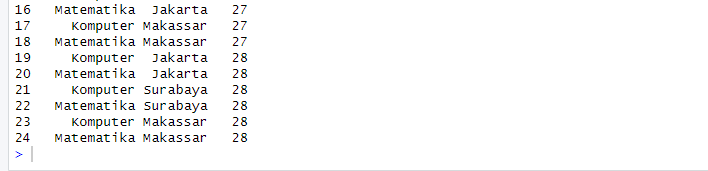 16 Matematika Jakarta 27
17 Komputer Makassar 27
18 Matematika Makassar 27
19 Komputer Jakarta 28
20 Matematika Jakarta 28
21 Komputer Surabaya 28
22 Matematika Surabaya 28
23 Komputer Makassar 28
24 Matematika Makassar 28
>